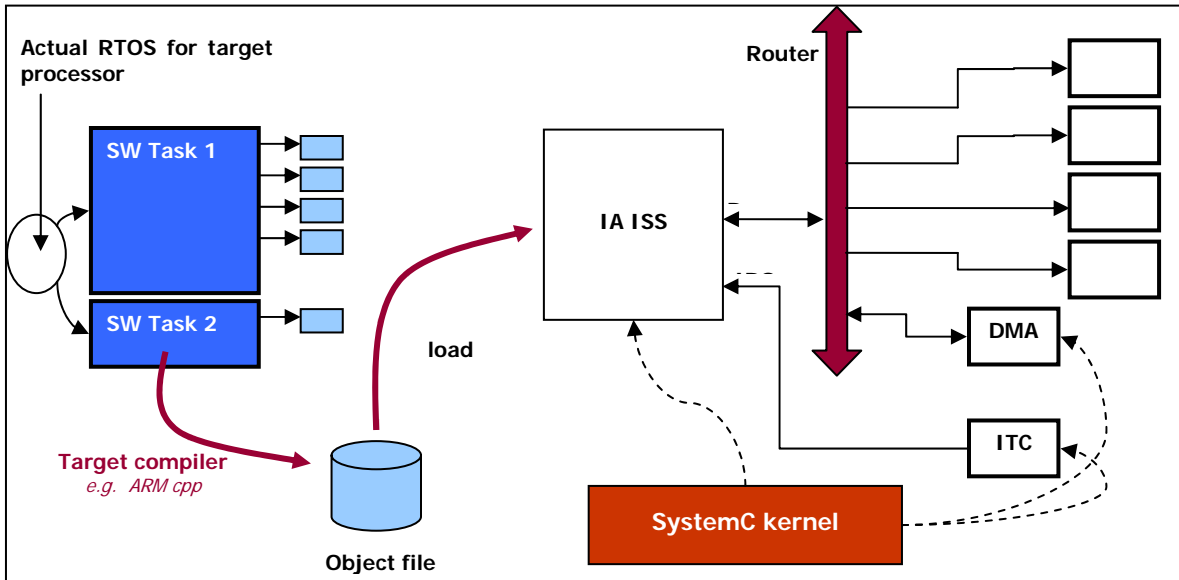 Actual RTOS for target
processor
Router
SW Task 1
IA ISS
SW Task 2
load
DMA
Target compiler
e.g. ARM cpp
ITC
SystemC kernel
Object file